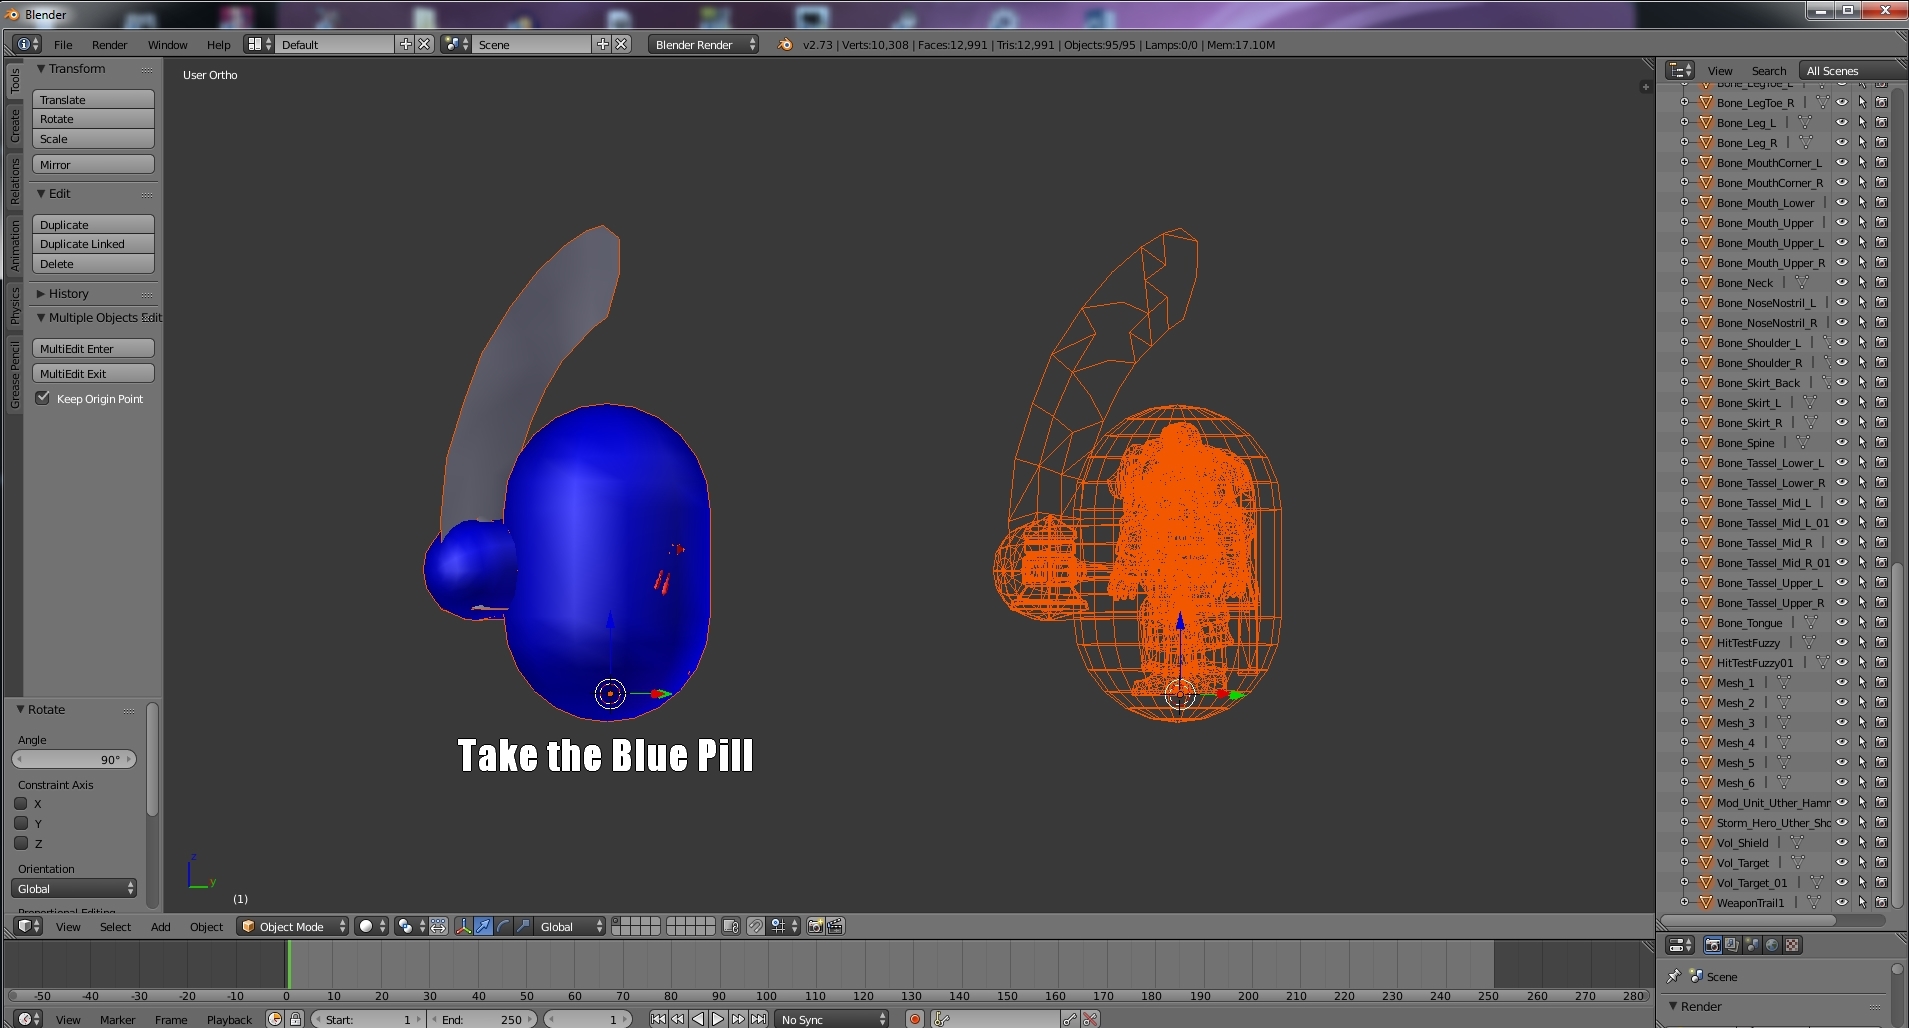 Blender
File Render Window Help Default Scene Blender Render v2.73 | Verts:10,308 | Faces:12,991 | Tris:12,991 | Objects:95/95 | Lamps:0/0 | Mem:17.10M
Tools
Create
Relations
Animation
Physics
Grease Pencil
Transform
Translate
Rotate
Scale
Mirror
Edit
Duplicate
Duplicate Linked
Delete
History
Multiple Objects Edit
MultiEdit Enter
MultiEdit Exit
Keep Origin Point
Rotate
Angle
90°
Constraint Axis
X
Y
Z
Orientation
Global
Proportional Editing
User Ortho
Take the Blue Pill
z
y
(1)
View Select Add Object Object Mode Global
View Search All Scenes
Bone_LegToe_L
Bone_LegToe_R
Bone_Leg_L
Bone_Leg_R
Bone_MouthCorner_L
Bone_MouthCorner_R
Bone_Mouth_Lower
Bone_Mouth_Upper
Bone_Mouth_Upper_L
Bone_Mouth_Upper_R
Bone_Neck
Bone_NoseNostril_L
Bone_NoseNostril_R
Bone_Shoulder_L
Bone_Shoulder_R
Bone_Skirt_Back
Bone_Skirt_L
Bone_Skirt_R
Bone_Spine
Bone_Tassel_Lower_L
Bone_Tassel_Lower_R
Bone_Tassel_Mid_L
Bone_Tassel_Mid_L_01
Bone_Tassel_Mid_R
Bone_Tassel_Mid_R_01
Bone_Tassel_Upper_L
Bone_Tassel_Upper_R
Bone_Tongue
HitTestFuzzy
HitTestFuzzy01
Mesh_1
Mesh_2
Mesh_3
Mesh_4
Mesh_5
Mesh_6
Mod_Unit_Uther_Hamr
Storm_Hero_Uther_Sho
Vol_Shield
Vol_Target
Vol_Target_01
WeaponTrail1
Scene
Render
-50 -40 -30 -20 -10 0 10 20 30 40 50 60 70 80 90 100 110 120 130 140 150 160 170 180 190 200 210 220 230 240 250 260 270 280
View Marker Frame Playback Start: 1 End: 250 1 No Sync